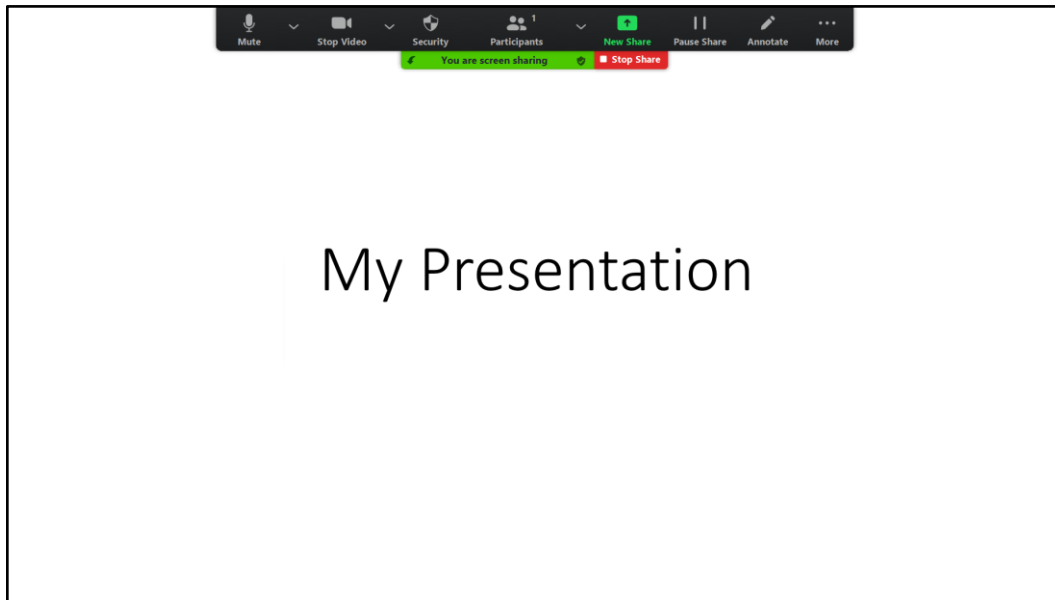 1
Mute Stop Video Security Participants New Share Pause Share Annotate More
You are screen sharing Stop Share
My Presentation